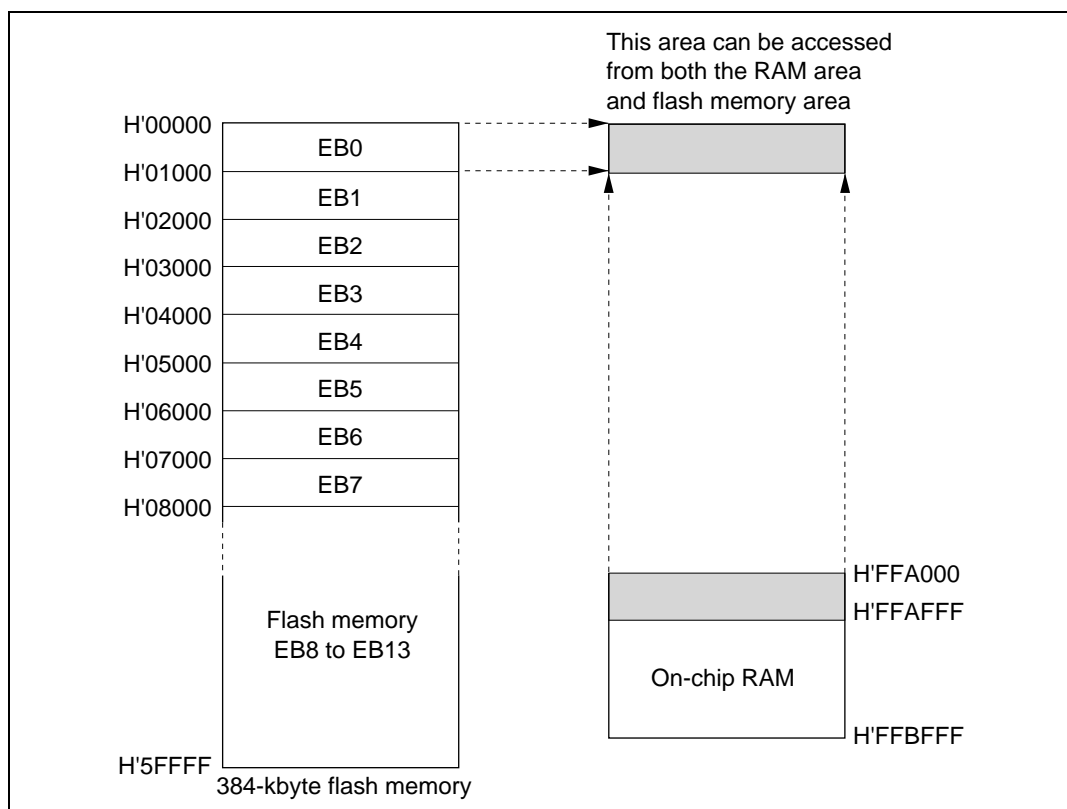 This area can be accessed
from both the RAM area
and flash memory area
H'00000
EB0
H'01000
EB1
H'02000
EB2
H'03000
EB3
H'04000
EB4
H'05000
EB5
H'06000
EB6
H'07000
EB7
H'08000
Flash memory
EB8 to EB13
H'5FFFF
384-kbyte flash memory
H'FFA000
H'FFAFFF
On-chip RAM
H'FFBFFF